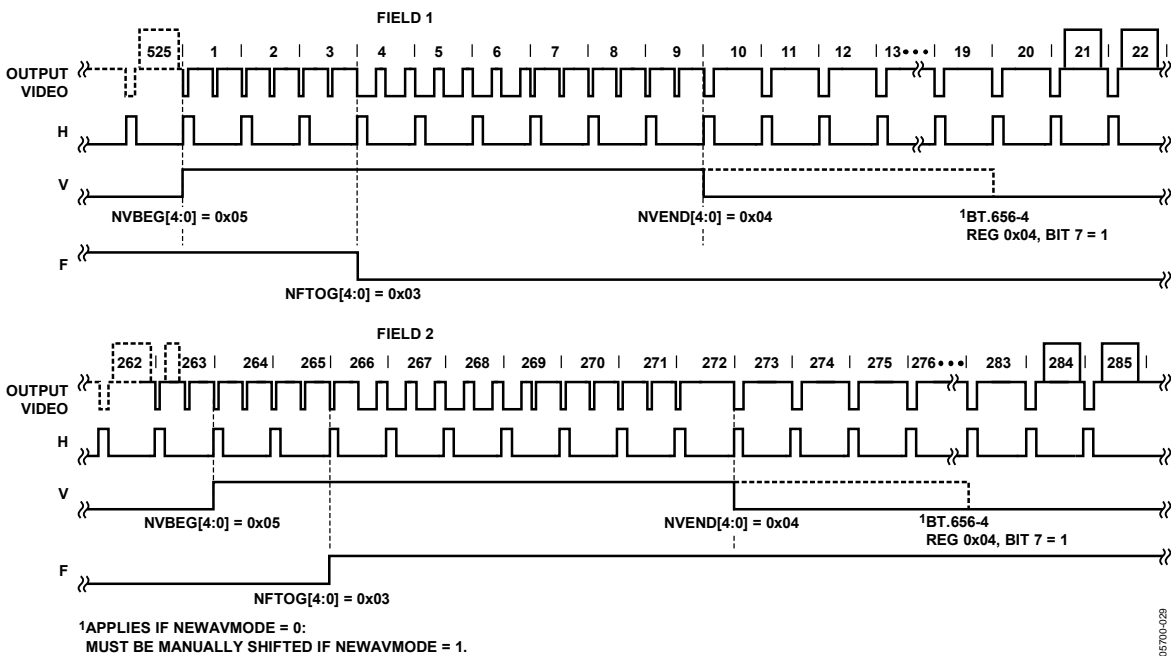 FIELD 1
525 1 2 3 4 5 6 7 8 9 10 11 12 13 19 20 21 22
OUTPUT
VIDEO
H
V
NVBEG[4:0] = 0x05
NVEND[4:0] = 0x04
1BT.656-4
REG 0x04, BIT 7 = 1
F
NFTOG[4:0] = 0x03
FIELD 2
262 263 264 265 266 267 268 269 270 271 272 273 274 275 276 283 284 285
OUTPUT
VIDEO
H
V
NVBEG[4:0] = 0x05
NVEND[4:0] = 0x04
1BT.656-4
REG 0x04, BIT 7 = 1
F
NFTOG[4:0] = 0x03
1APPLIES IF NEWAVMODE = 0:
MUST BE MANUALLY SHIFTED IF NEWAVMODE = 1.
05700-029